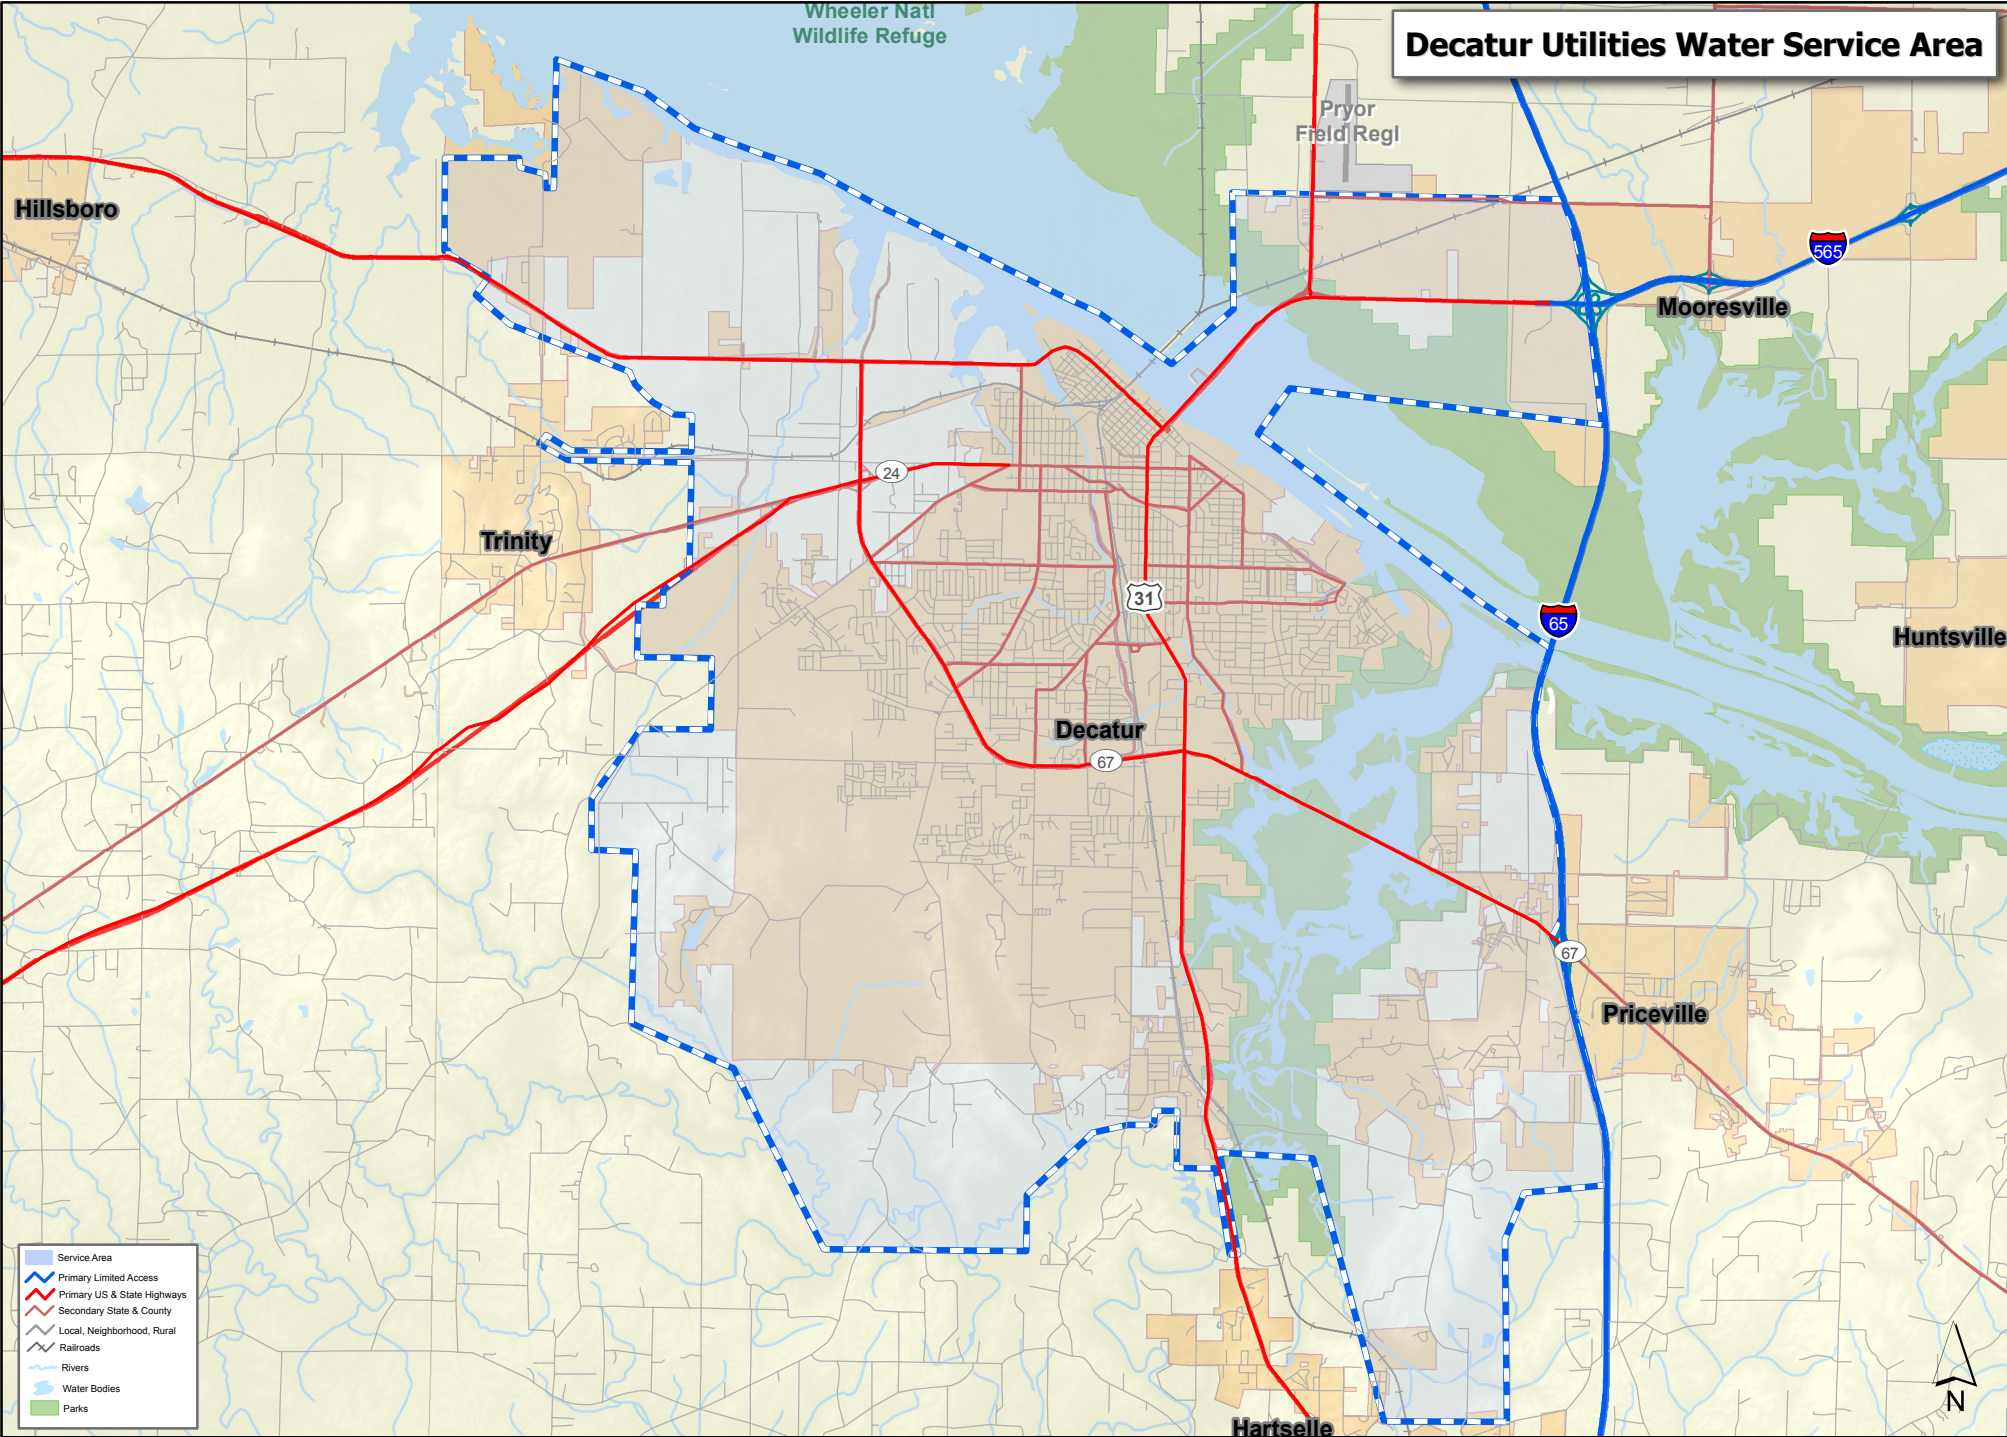 Wheeler Natl
Wildlife Refuge
Decatur Utilities Water Service Area
Pryor
Field Regl
Hillsboro
565
Mooresville
24
Trinity
31
65
Huntsville
Decatur
67
67
Priceville
Service Area
Primary Limited Access
Primary US & State Highways
Secondary State & County
Local, Neighborhood, Rural
Railroads
Rivers
Water Bodies
Parks
N
Hartselle